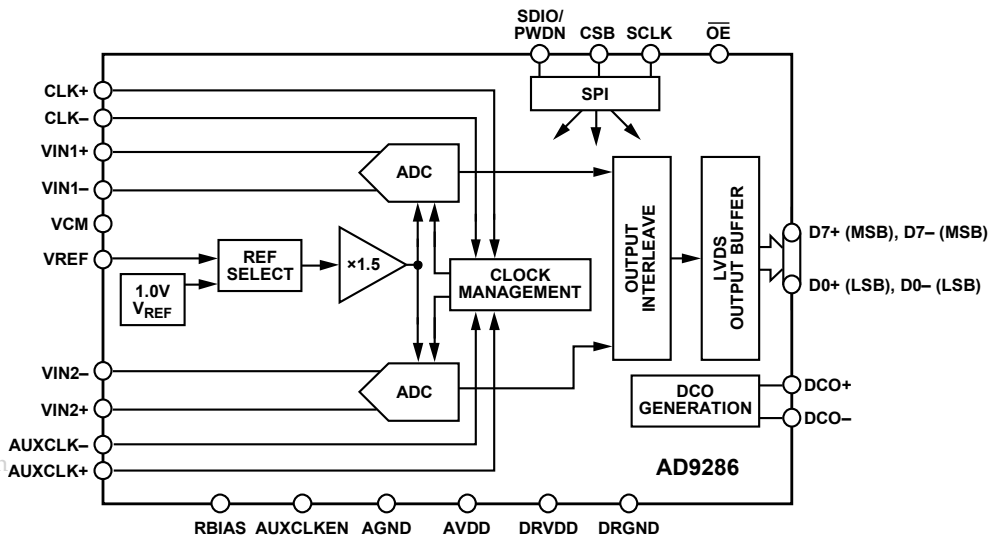 SDIO/
PWDN
CSB
SCLK
OE
SPI
CLK+
CLK–
VIN1+
VIN1–
VCM
VREF
ADC
REF
SELECT
×1.5
1.0V
VREF
CLOCK
MANAGEMENT
OUTPUT
INTERLEAVE
LVDS
OUTPUT BUFFER
D7+ (MSB), D7– (MSB)
D0+ (LSB), D0– (LSB)
VIN2–
VIN2+
ADC
DCO
GENERATION
DCO+
DCO–
AUXCLK–
AUXCLK+
AD9286
RBIAS
AUXCLKEN
AGND
AVDD
DRVDD
DRGND